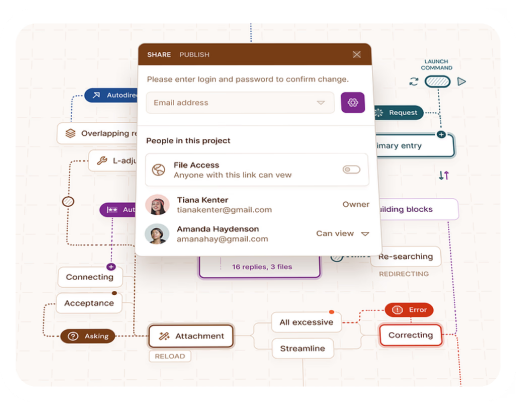 SHARE PUBLISH
LAUNCH
COMMAND
Please enter login and password to confirm change.
Autodirec
Email address
Request
Overlapping re
imary entry
People in this project
L-adju
File Access
Anyone with this link can vew
Tiana Kenter
tianakenter@gmail.com
Owner
Aut
uilding blocks
Amanda Haydenson
amanahay@gmail.com
Can view
Re-searching
16 replies, 3 files
REDIRECTING
Connecting
Acceptance
Error
All excessive
Asking
Attachment
Correcting
Streamline
RELOAD